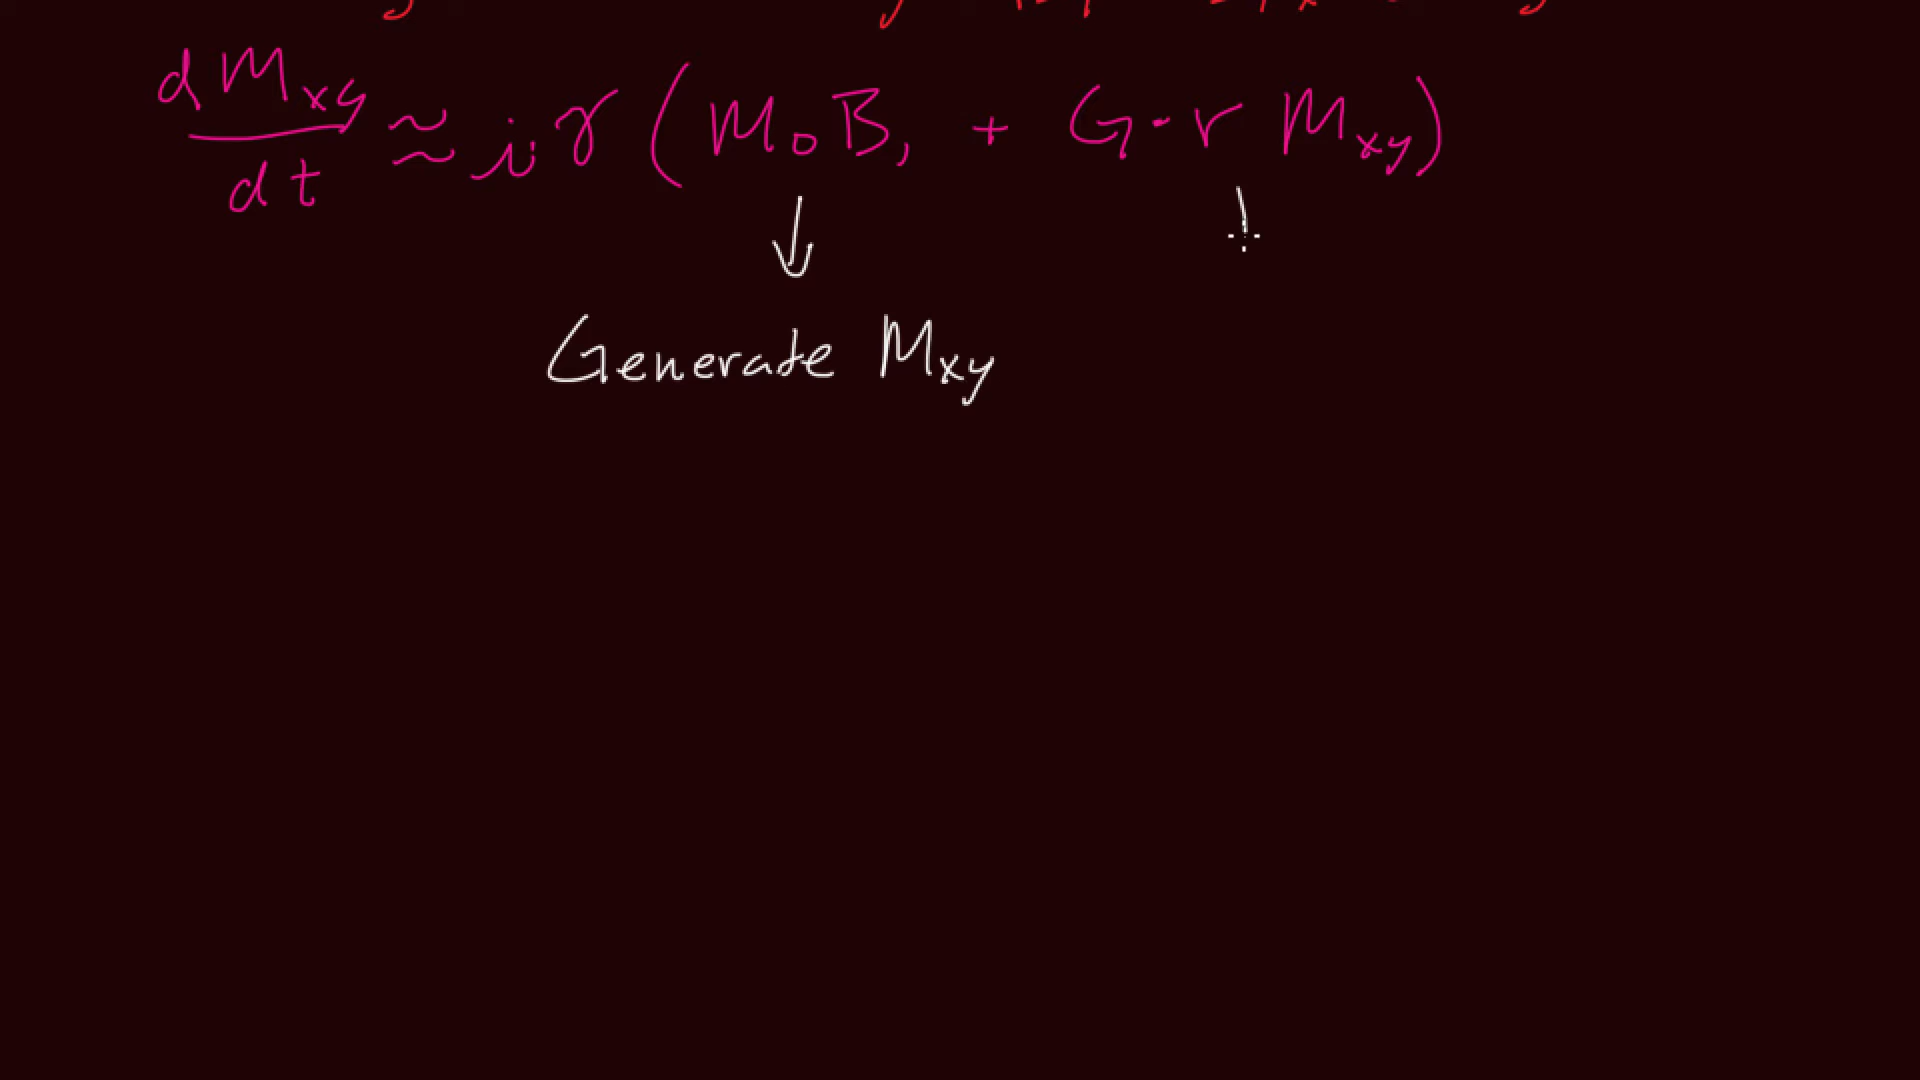 dMxy/dt ≈ iγ (M₀B₁ + G·r Mxy)
Generate Mxy